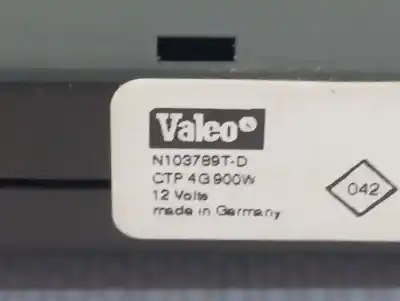 Valeo®
N103789T-D
CTP 4G 900W
12 Volts
made in Germany
042